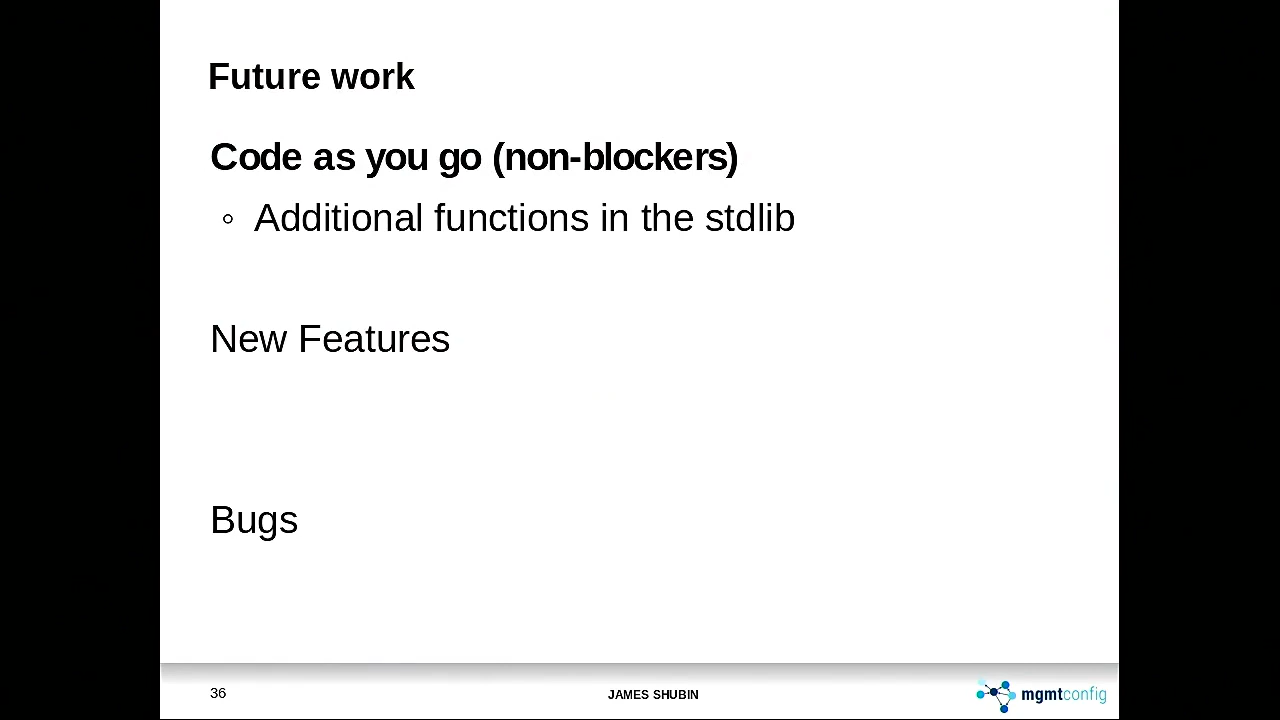 Future work
Code as you go (non-blockers)
◦ Additional functions in the stdlib
New Features
Bugs
36
JAMES SHUBIN
mgmtconfig